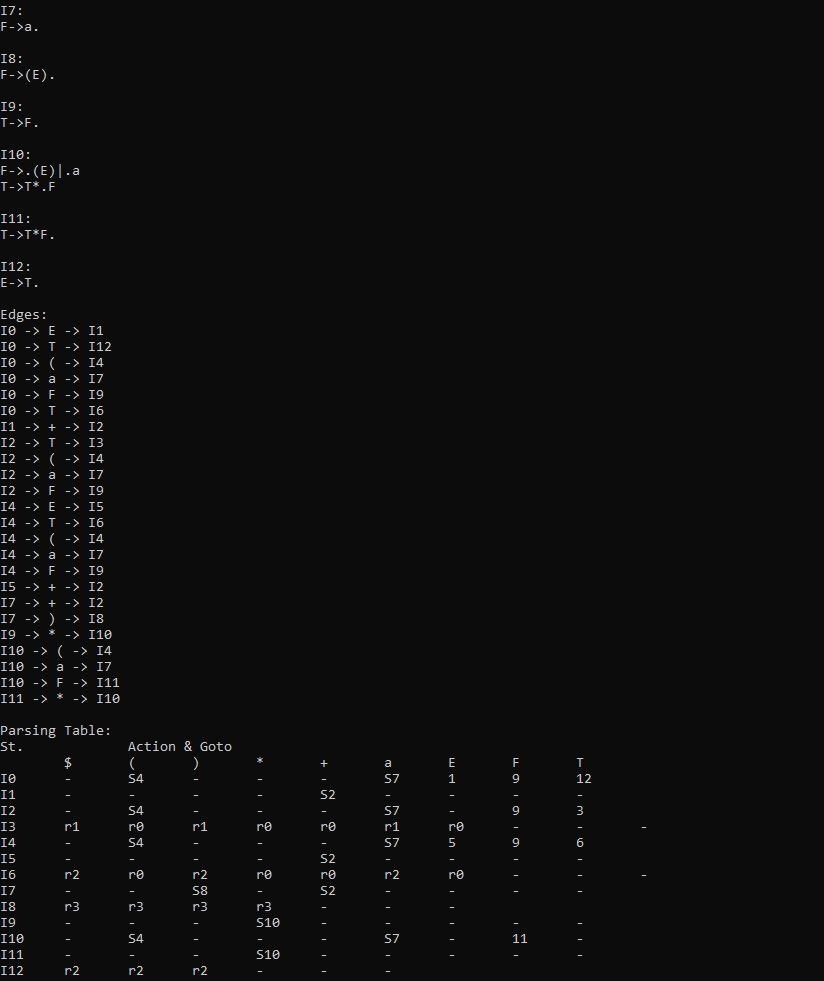 I7:
F->a.
I8:
F->(E).
I9:
T->F.
I10:
F->.(E)|.a
T->T*.F
I11:
T->T*F.
I12:
E->T.
Edges:
I0 -> E -> I1
I0 -> T -> I12
I0 -> ( -> I4
I0 -> a -> I7
I0 -> F -> I9
I0 -> T -> I6
I1 -> + -> I2
I2 -> T -> I3
I2 -> ( -> I4
I2 -> a -> I7
I2 -> F -> I9
I4 -> E -> I5
I4 -> T -> I6
I4 -> ( -> I4
I4 -> a -> I7
I4 -> F -> I9
I5 -> + -> I2
I7 -> + -> I2
I7 -> ) -> I8
I9 -> * -> I10
I10 -> ( -> I4
I10 -> a -> I7
I10 -> F -> I11
I11 -> * -> I10
Parsing Table:
St. Action & Goto
$ ( ) * + a E F T
I0 - S4 - - - S7 1 9 12
I1 - - - - S2 - - - -
I2 - S4 - - - S7 - 9 3
I3 r1 r0 r1 r0 r0 r1 r0 - - -
I4 - S4 - - - S7 5 9 6
I5 - - - - S2 - - - -
I6 r2 r0 r2 r0 r0 r2 r0 - - -
I7 - - S8 - S2 - - - -
I8 r3 r3 r3 r3 - - -
I9 - - - S10 - - - - -
I10 - S4 - - - S7 - 11 -
I11 - - - S10 - - - - -
I12 r2 r2 r2 - - -